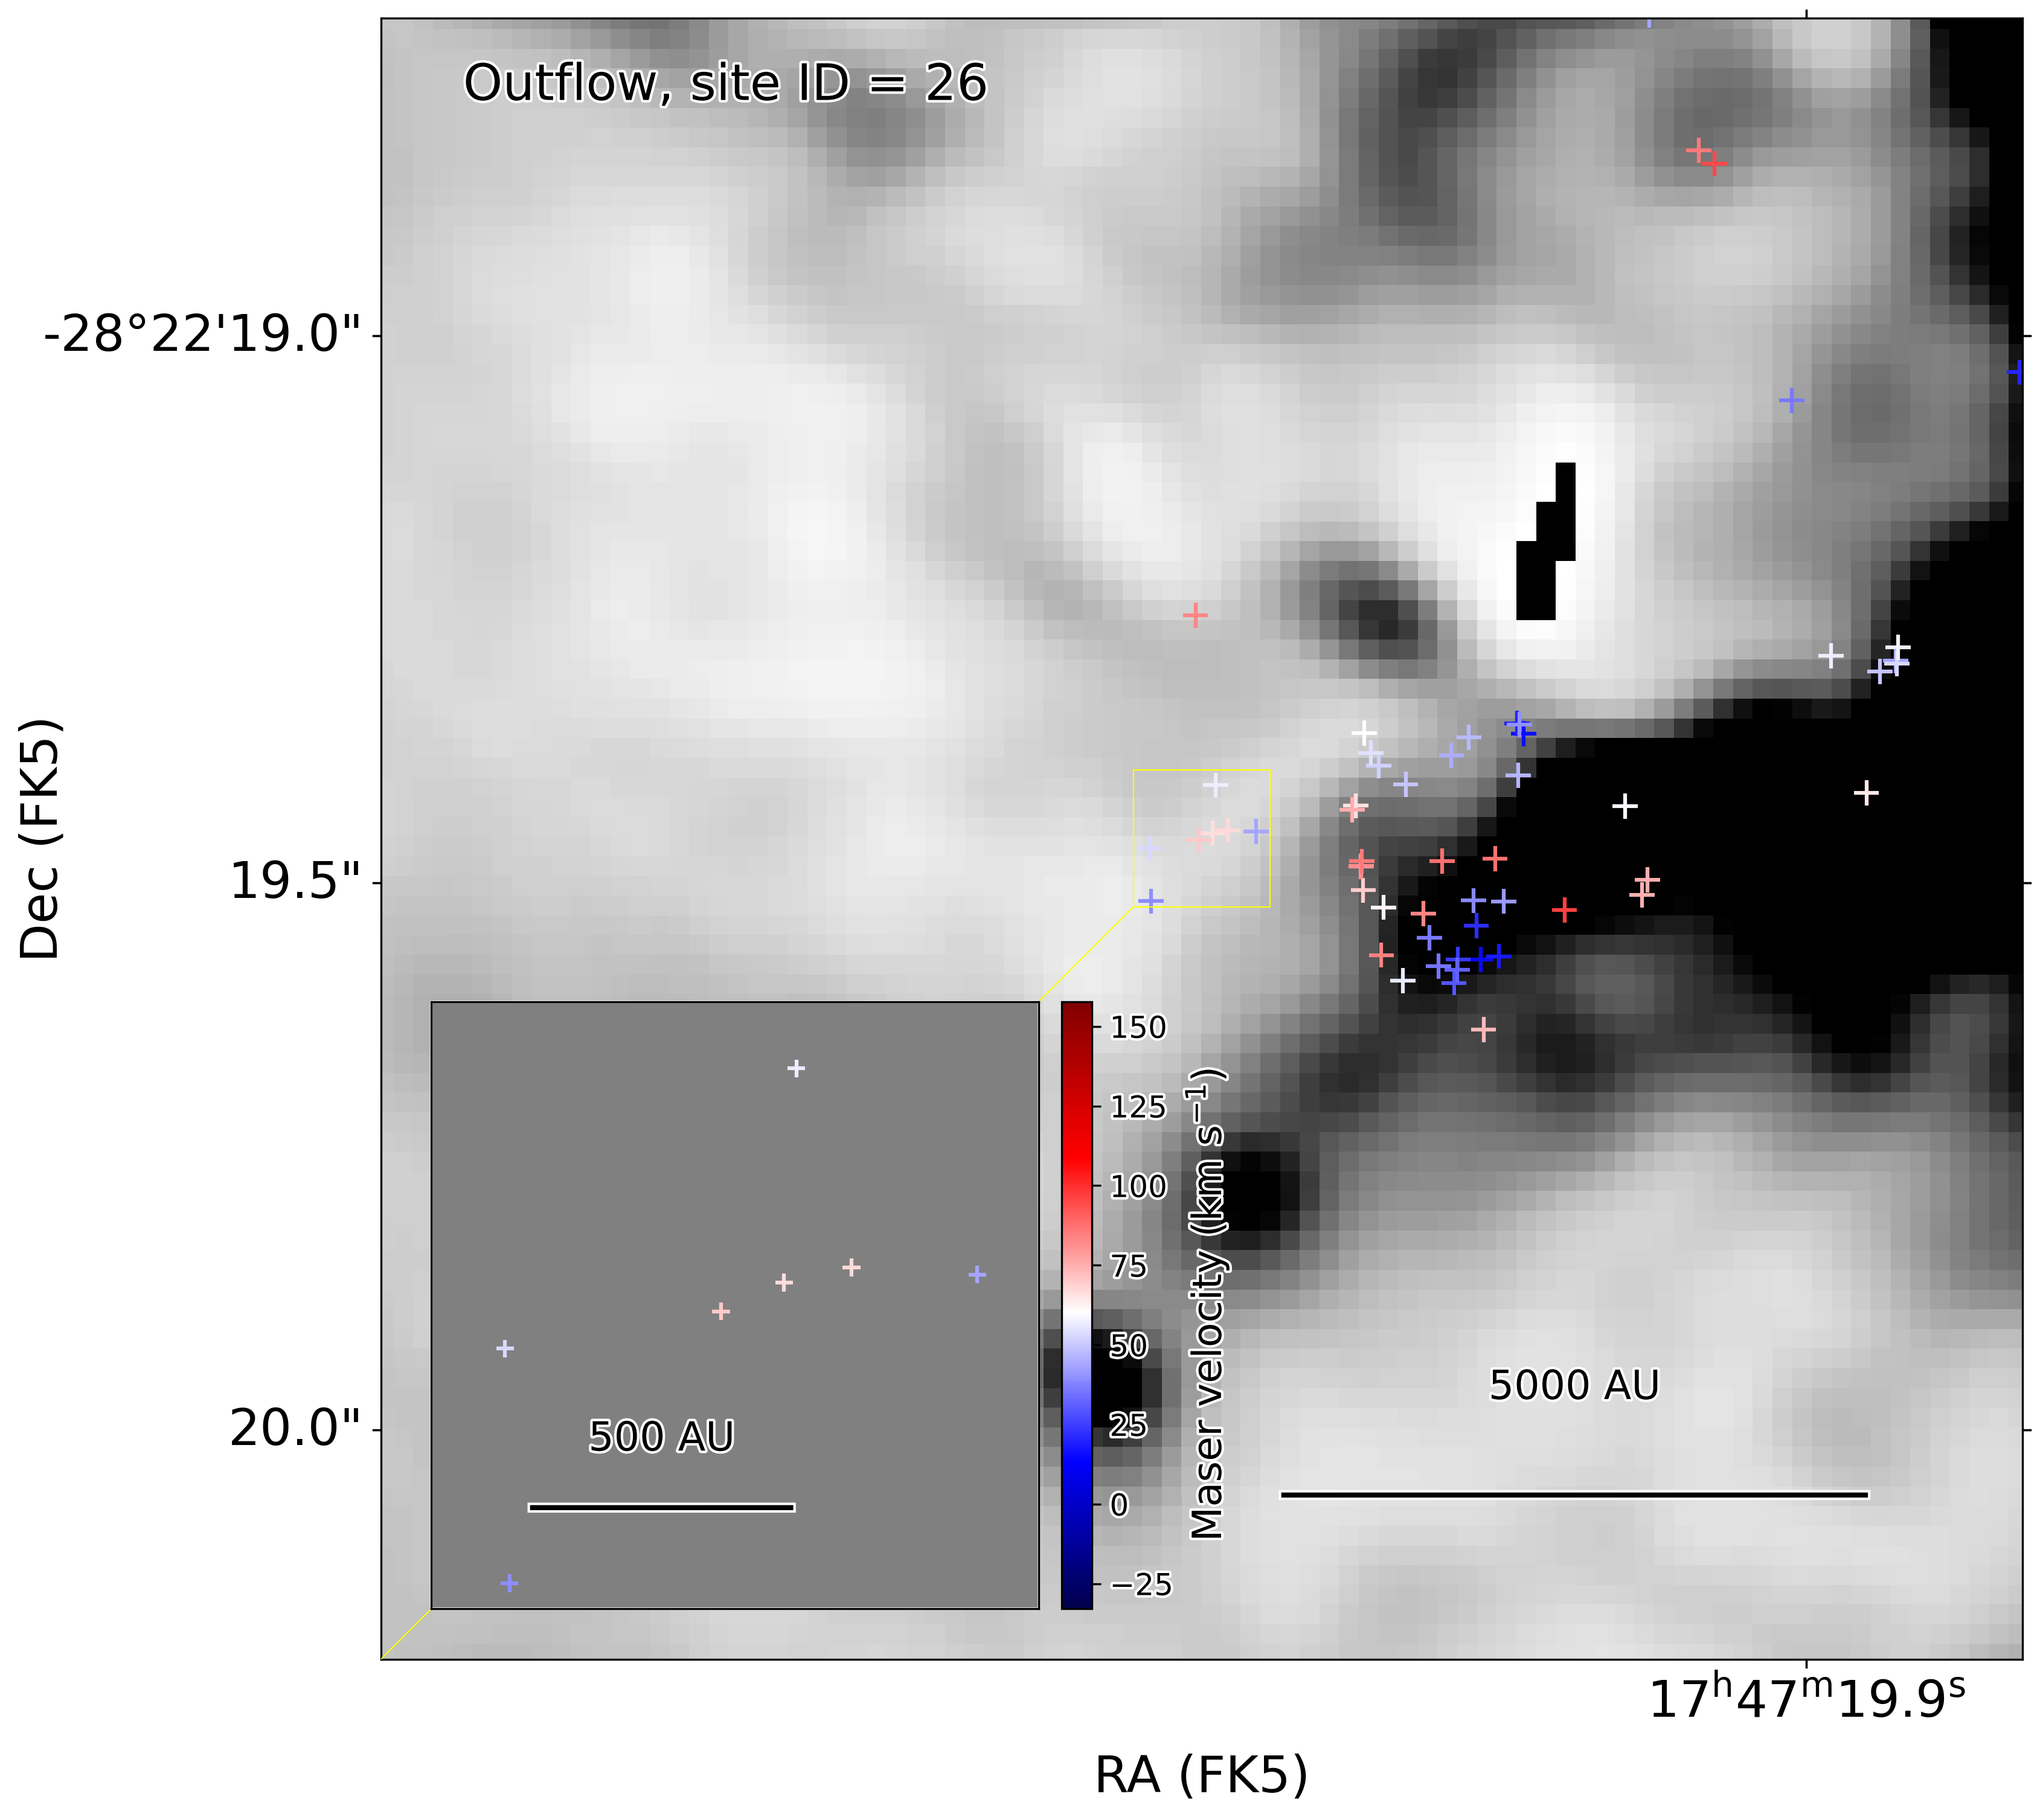 Outflow, site ID = 26
-28°22'19.0"
19.5"
20.0"
Dec (FK5)
500 AU
150
125
100
75
50
25
0
−25
Maser velocity (km s⁻¹)
5000 AU
17ʰ47ᵐ19.9ˢ
RA (FK5)